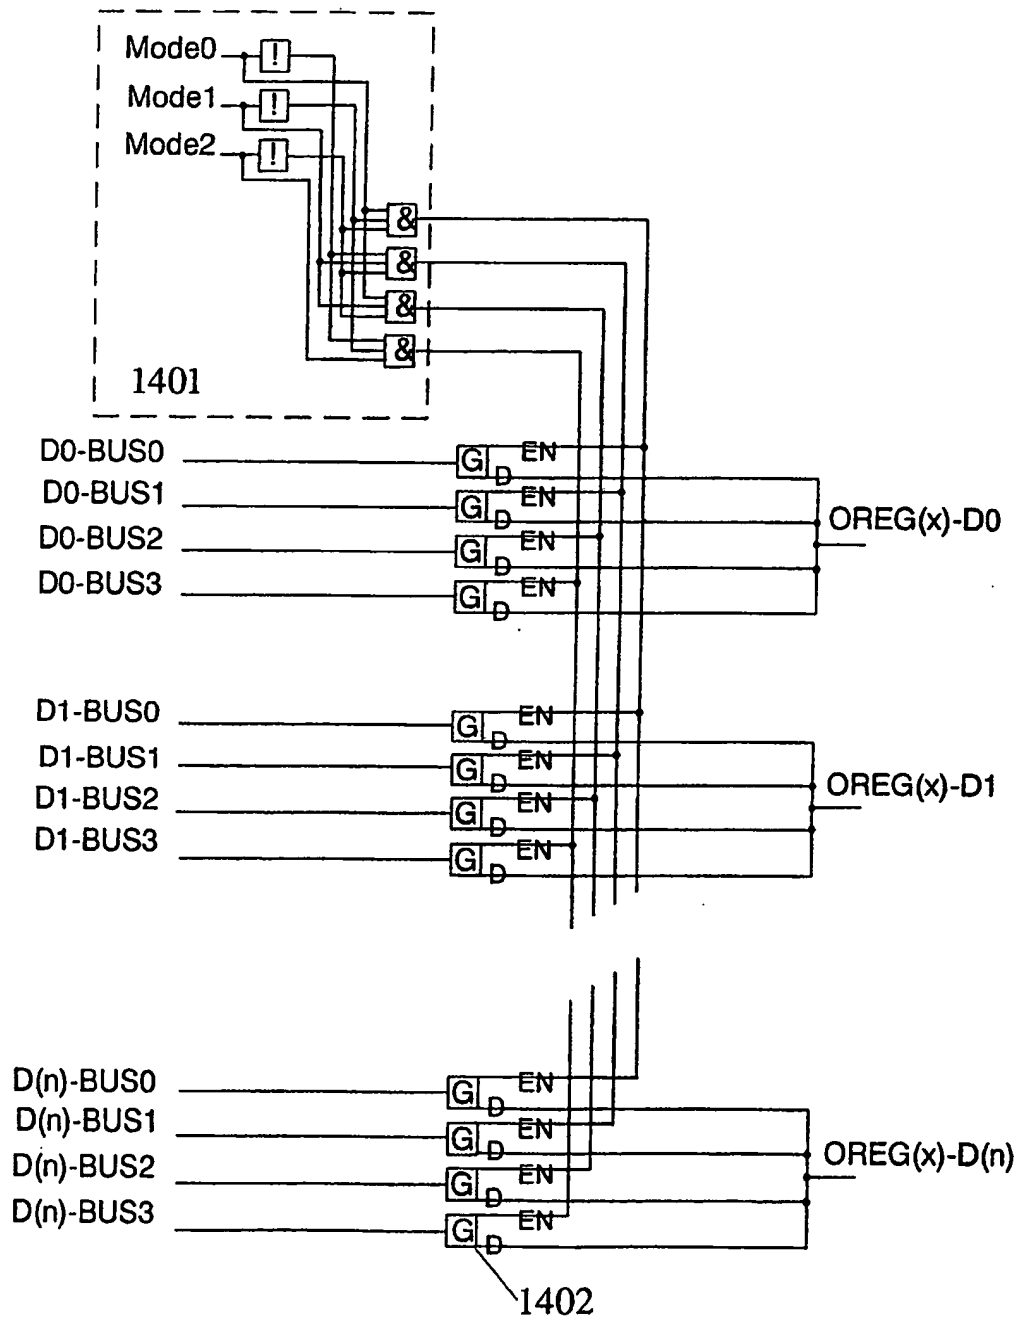 Mode0 !
Mode1 !
Mode2 !
&
&
&
&
1401
D0-BUS0 G EN
D
D0-BUS1 G EN
D
OREG(x)-D0
D0-BUS2 G EN
D
D0-BUS3 G EN
D
D1-BUS0 G EN
D
D1-BUS1 G EN
D
OREG(x)-D1
D1-BUS2 G EN
D
D1-BUS3 G EN
D
D(n)-BUS0 G EN
D
D(n)-BUS1 G EN
D
OREG(x)-D(n)
D(n)-BUS2 G EN
D
D(n)-BUS3 G EN
D
1402